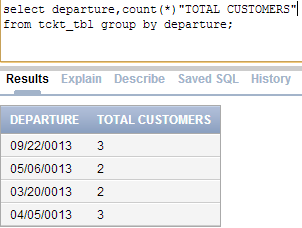 select departure,count(*)"TOTAL CUSTOMERS"
from tckt_tbl group by departure;
Results Explain Describe Saved SQL History
DEPARTURE TOTAL CUSTOMERS
09/22/0013 3
05/06/0013 2
03/20/0013 2
04/05/0013 3